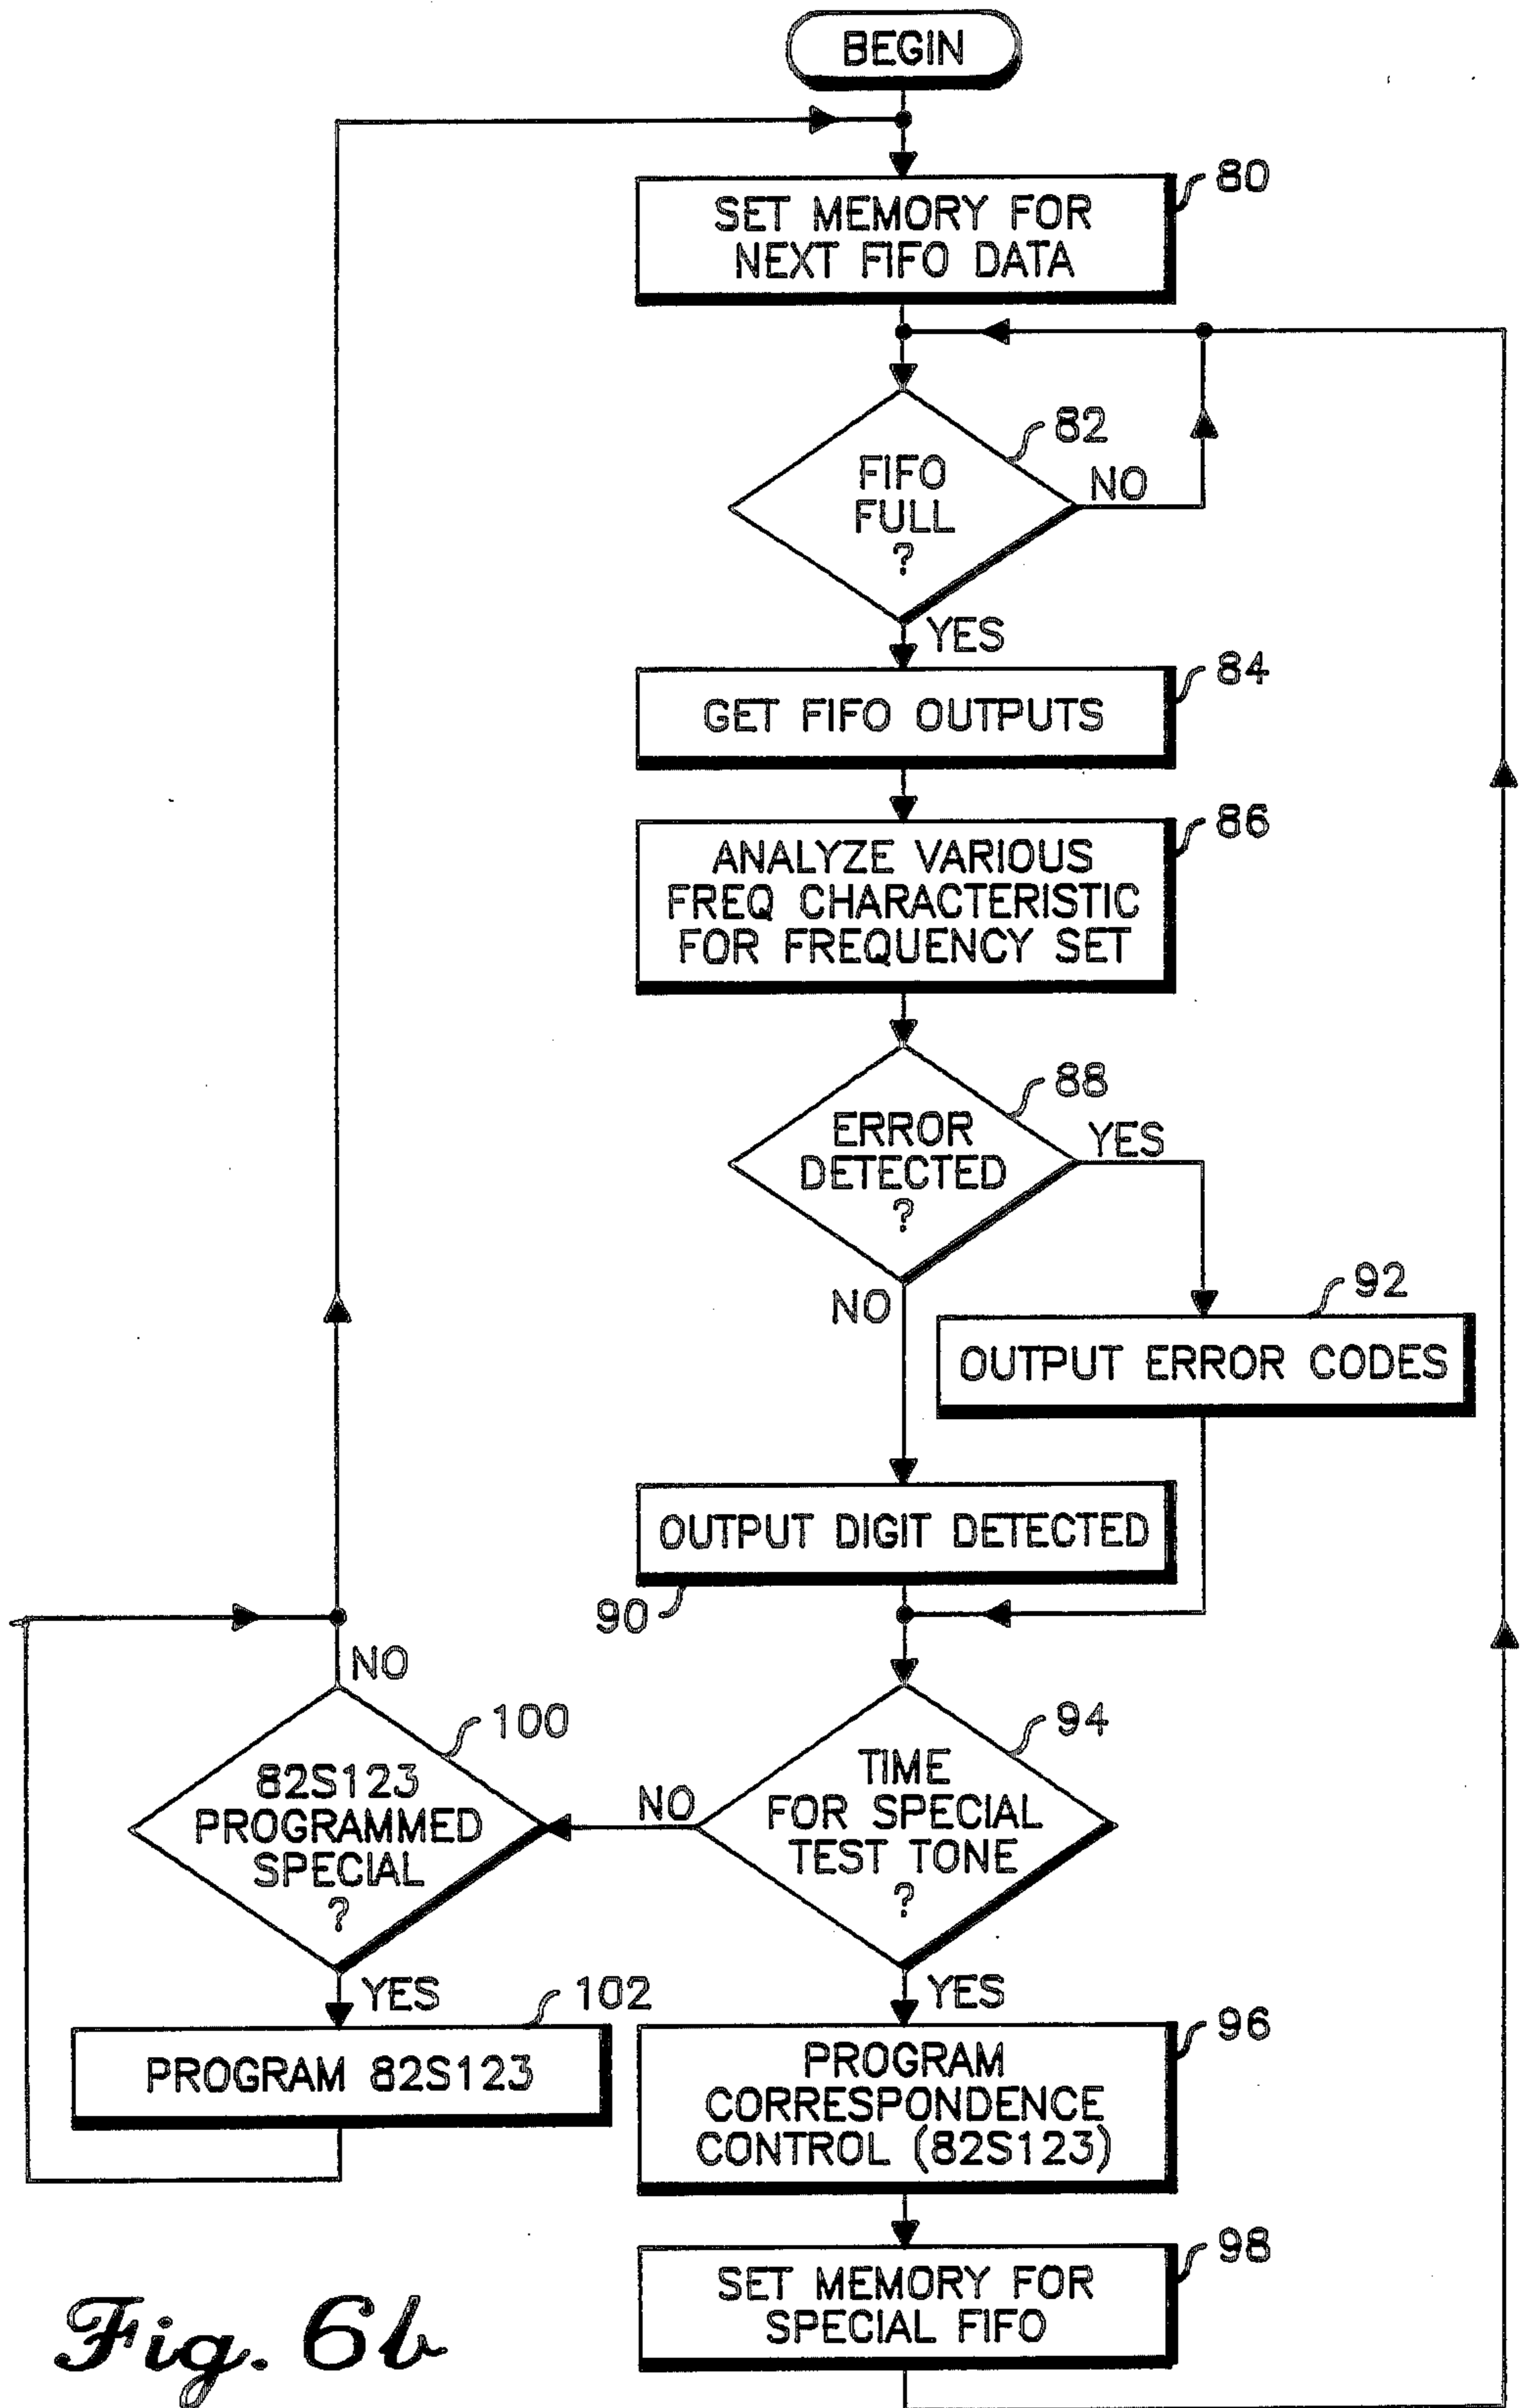 BEGIN
80
SET MEMORY FOR
NEXT FIFO DATA
82
FIFO
FULL
?
NO
YES
84
GET FIFO OUTPUTS
86
ANALYZE VARIOUS
FREQ CHARACTERISTIC
FOR FREQUENCY SET
88
ERROR
DETECTED
?
YES
NO
92
OUTPUT ERROR CODES
OUTPUT DIGIT DETECTED
90
94
TIME
FOR SPECIAL
TEST TONE
?
NO
YES
100
82S123
PROGRAMMED
SPECIAL
?
NO
YES
102
PROGRAM 82S123
96
PROGRAM
CORRESPONDENCE
CONTROL (82S123)
98
SET MEMORY FOR
SPECIAL FIFO
Fig. 6b